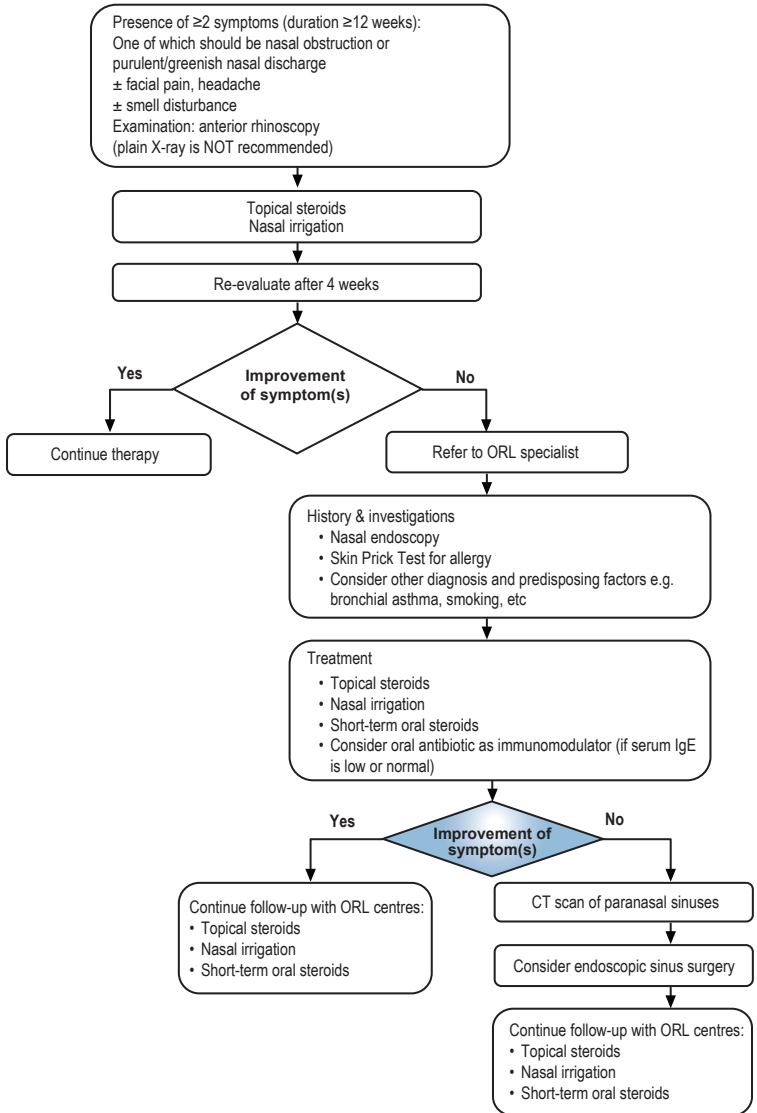 Presence of ≥2 symptoms (duration ≥12 weeks):
One of which should be nasal obstruction or
purulent/greenish nasal discharge
± facial pain, headache
± smell disturbance
Examination: anterior rhinoscopy
(plain X-ray is NOT recommended)
Topical steroids
Nasal irrigation
Re-evaluate after 4 weeks
Improvement
of symptom(s)
Yes
No
Continue therapy
Refer to ORL specialist
History & investigations
• Nasal endoscopy
• Skin Prick Test for allergy
• Consider other diagnosis and predisposing factors e.g.
bronchial asthma, smoking, etc
Treatment
• Topical steroids
• Nasal irrigation
• Short-term oral steroids
• Consider oral antibiotic as immunomodulator (if serum IgE
is low or normal)
Improvement of
symptom(s)
Yes
No
Continue follow-up with ORL centres:
• Topical steroids
• Nasal irrigation
• Short-term oral steroids
CT scan of paranasal sinuses
Consider endoscopic sinus surgery
Continue follow-up with ORL centres:
• Topical steroids
• Nasal irrigation
• Short-term oral steroids